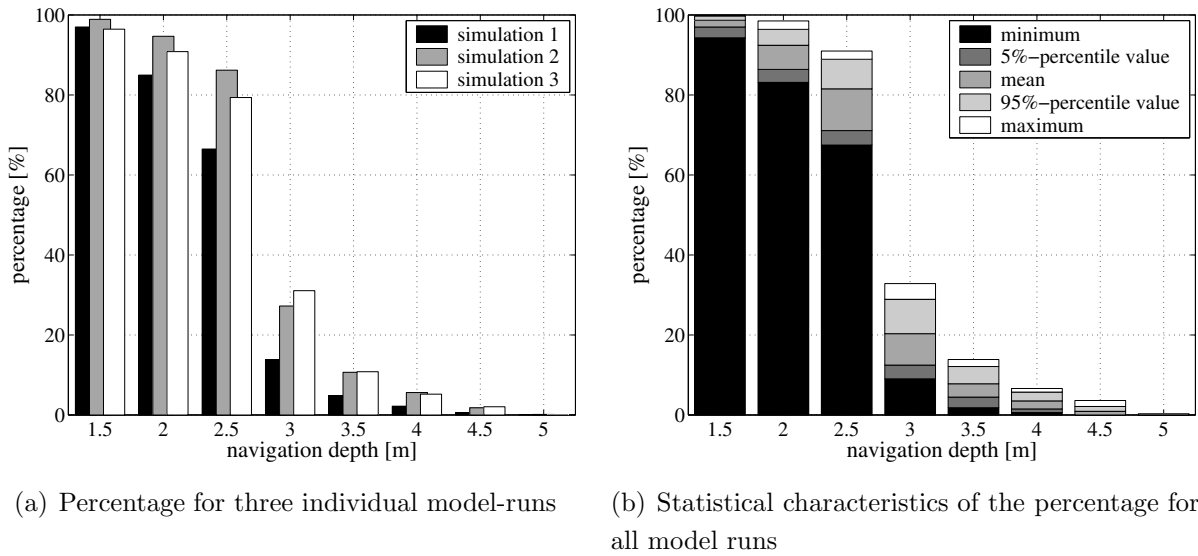 100
80
60
40
20
0
percentage [%]
1.5 2 2.5 3 3.5 4 4.5 5
navigation depth [m]
simulation 1
simulation 2
simulation 3
(a) Percentage for three individual model-runs
100
80
60
40
20
0
percentage [%]
1.5 2 2.5 3 3.5 4 4.5 5
navigation depth [m]
minimum
5%-percentile value
mean
95%-percentile value
maximum
(b) Statistical characteristics of the percentage for
all model runs